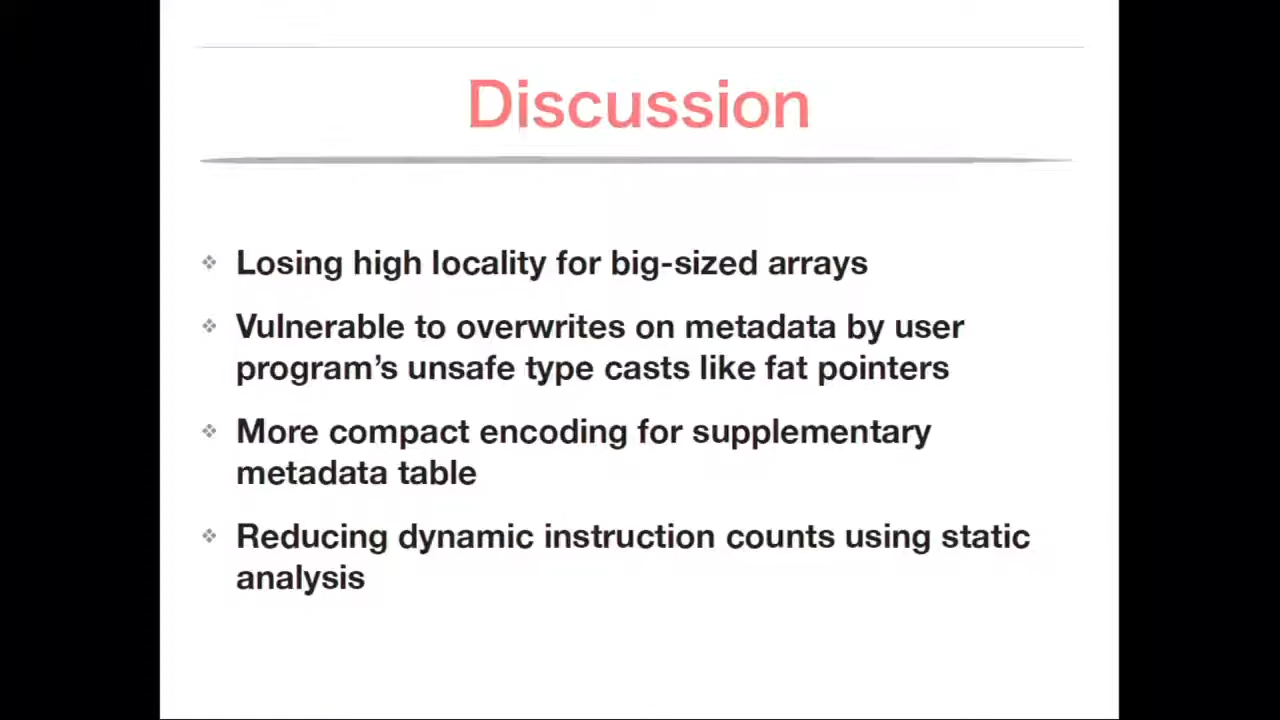 Discussion
Losing high locality for big-sized arrays
Vulnerable to overwrites on metadata by user
program’s unsafe type casts like fat pointers
More compact encoding for supplementary
metadata table
Reducing dynamic instruction counts using static
analysis